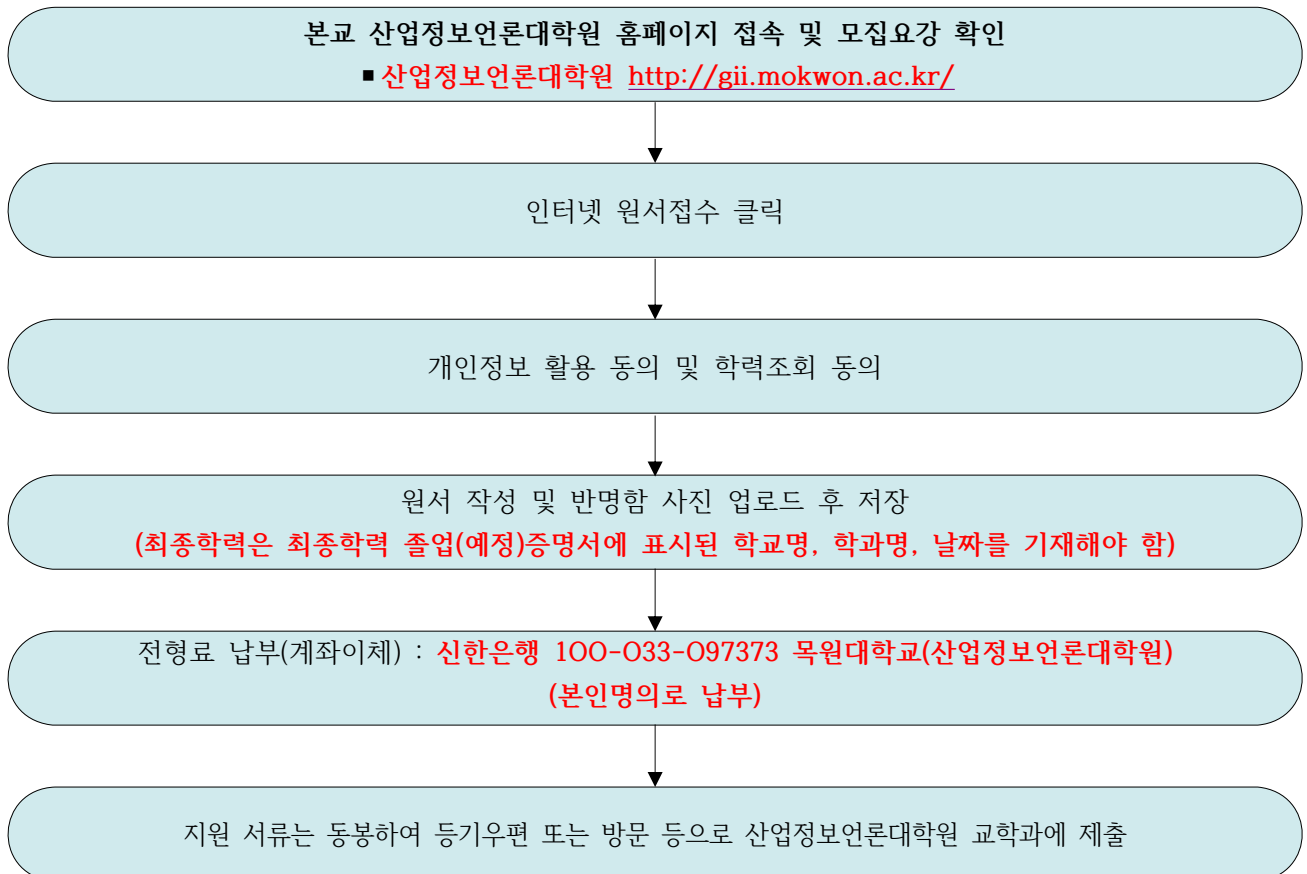 본교 산업정보언론대학원 홈페이지 접속 및 모집요강 확인
▪산업정보언론대학원 http://gii.mokwon.ac.kr/
인터넷 원서접수 클릭
개인정보 활용 동의 및 학력조회 동의
원서 작성 및 반명함 사진 업로드 후 저장
(최종학력은 최종학력 졸업(예정)증명서에 표시된 학교명, 학과명, 날짜를 기재해야 함)
전형료 납부(계좌이체) : 신한은행 100-033-097373 목원대학교(산업정보언론대학원)
(본인명의로 납부)
지원 서류는 동봉하여 등기우편 또는 방문 등으로 산업정보언론대학원 교학과에 제출